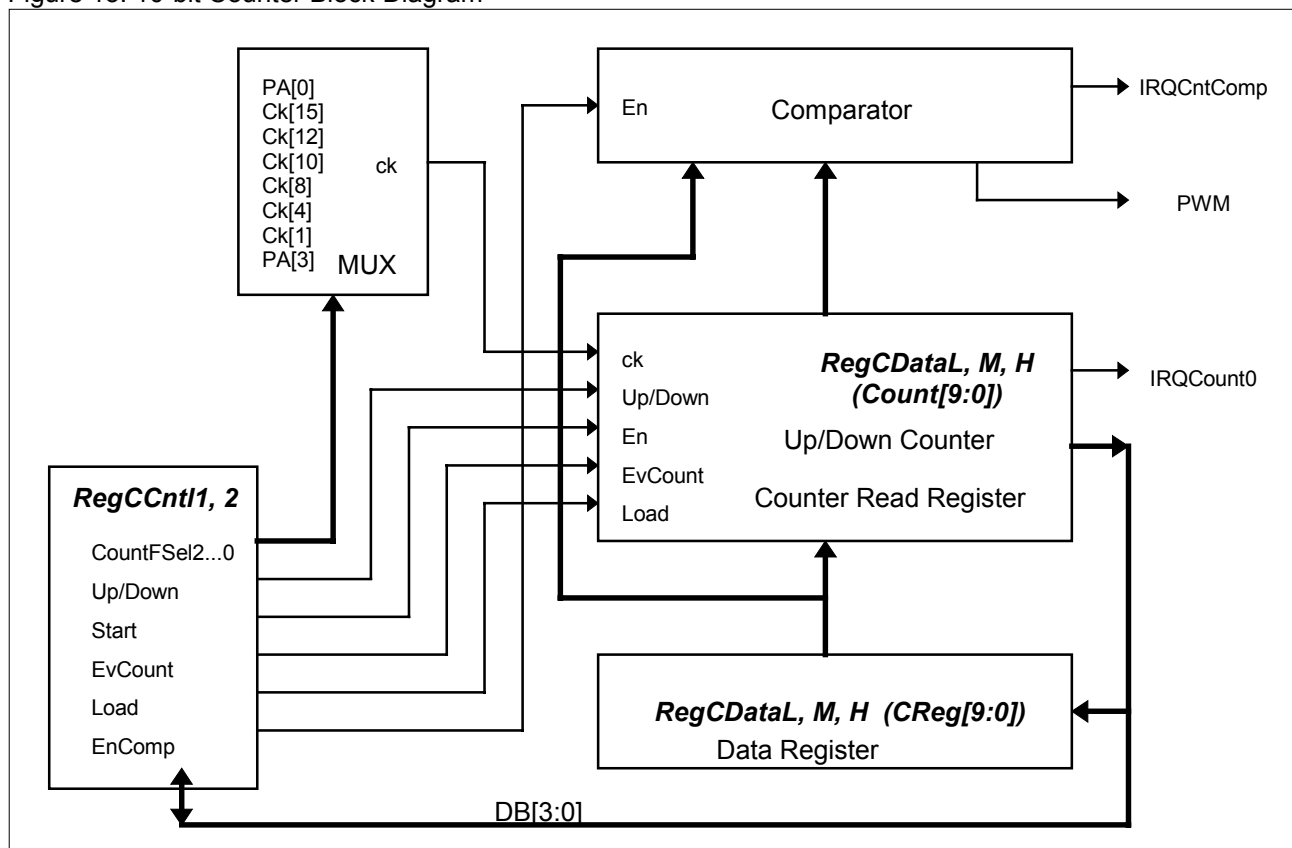 Figure 10-bit Counter Block Diagram
PA[0]
Ck[15]
Ck[12]
Ck[10]
Ck[8]
Ck[4]
Ck[1]
PA[3]
ck
MUX
En
Comparator
IRQCntComp
PWM
ck
Up/Down
En
EvCount
Load
RegCDataL, M, H
(Count[9:0])
Up/Down Counter
Counter Read Register
IRQCount0
RegCCntl1, 2
CountFSel2...0
Up/Down
Start
EvCount
Load
EnComp
RegCDataL, M, H (CReg[9:0])
Data Register
DB[3:0]